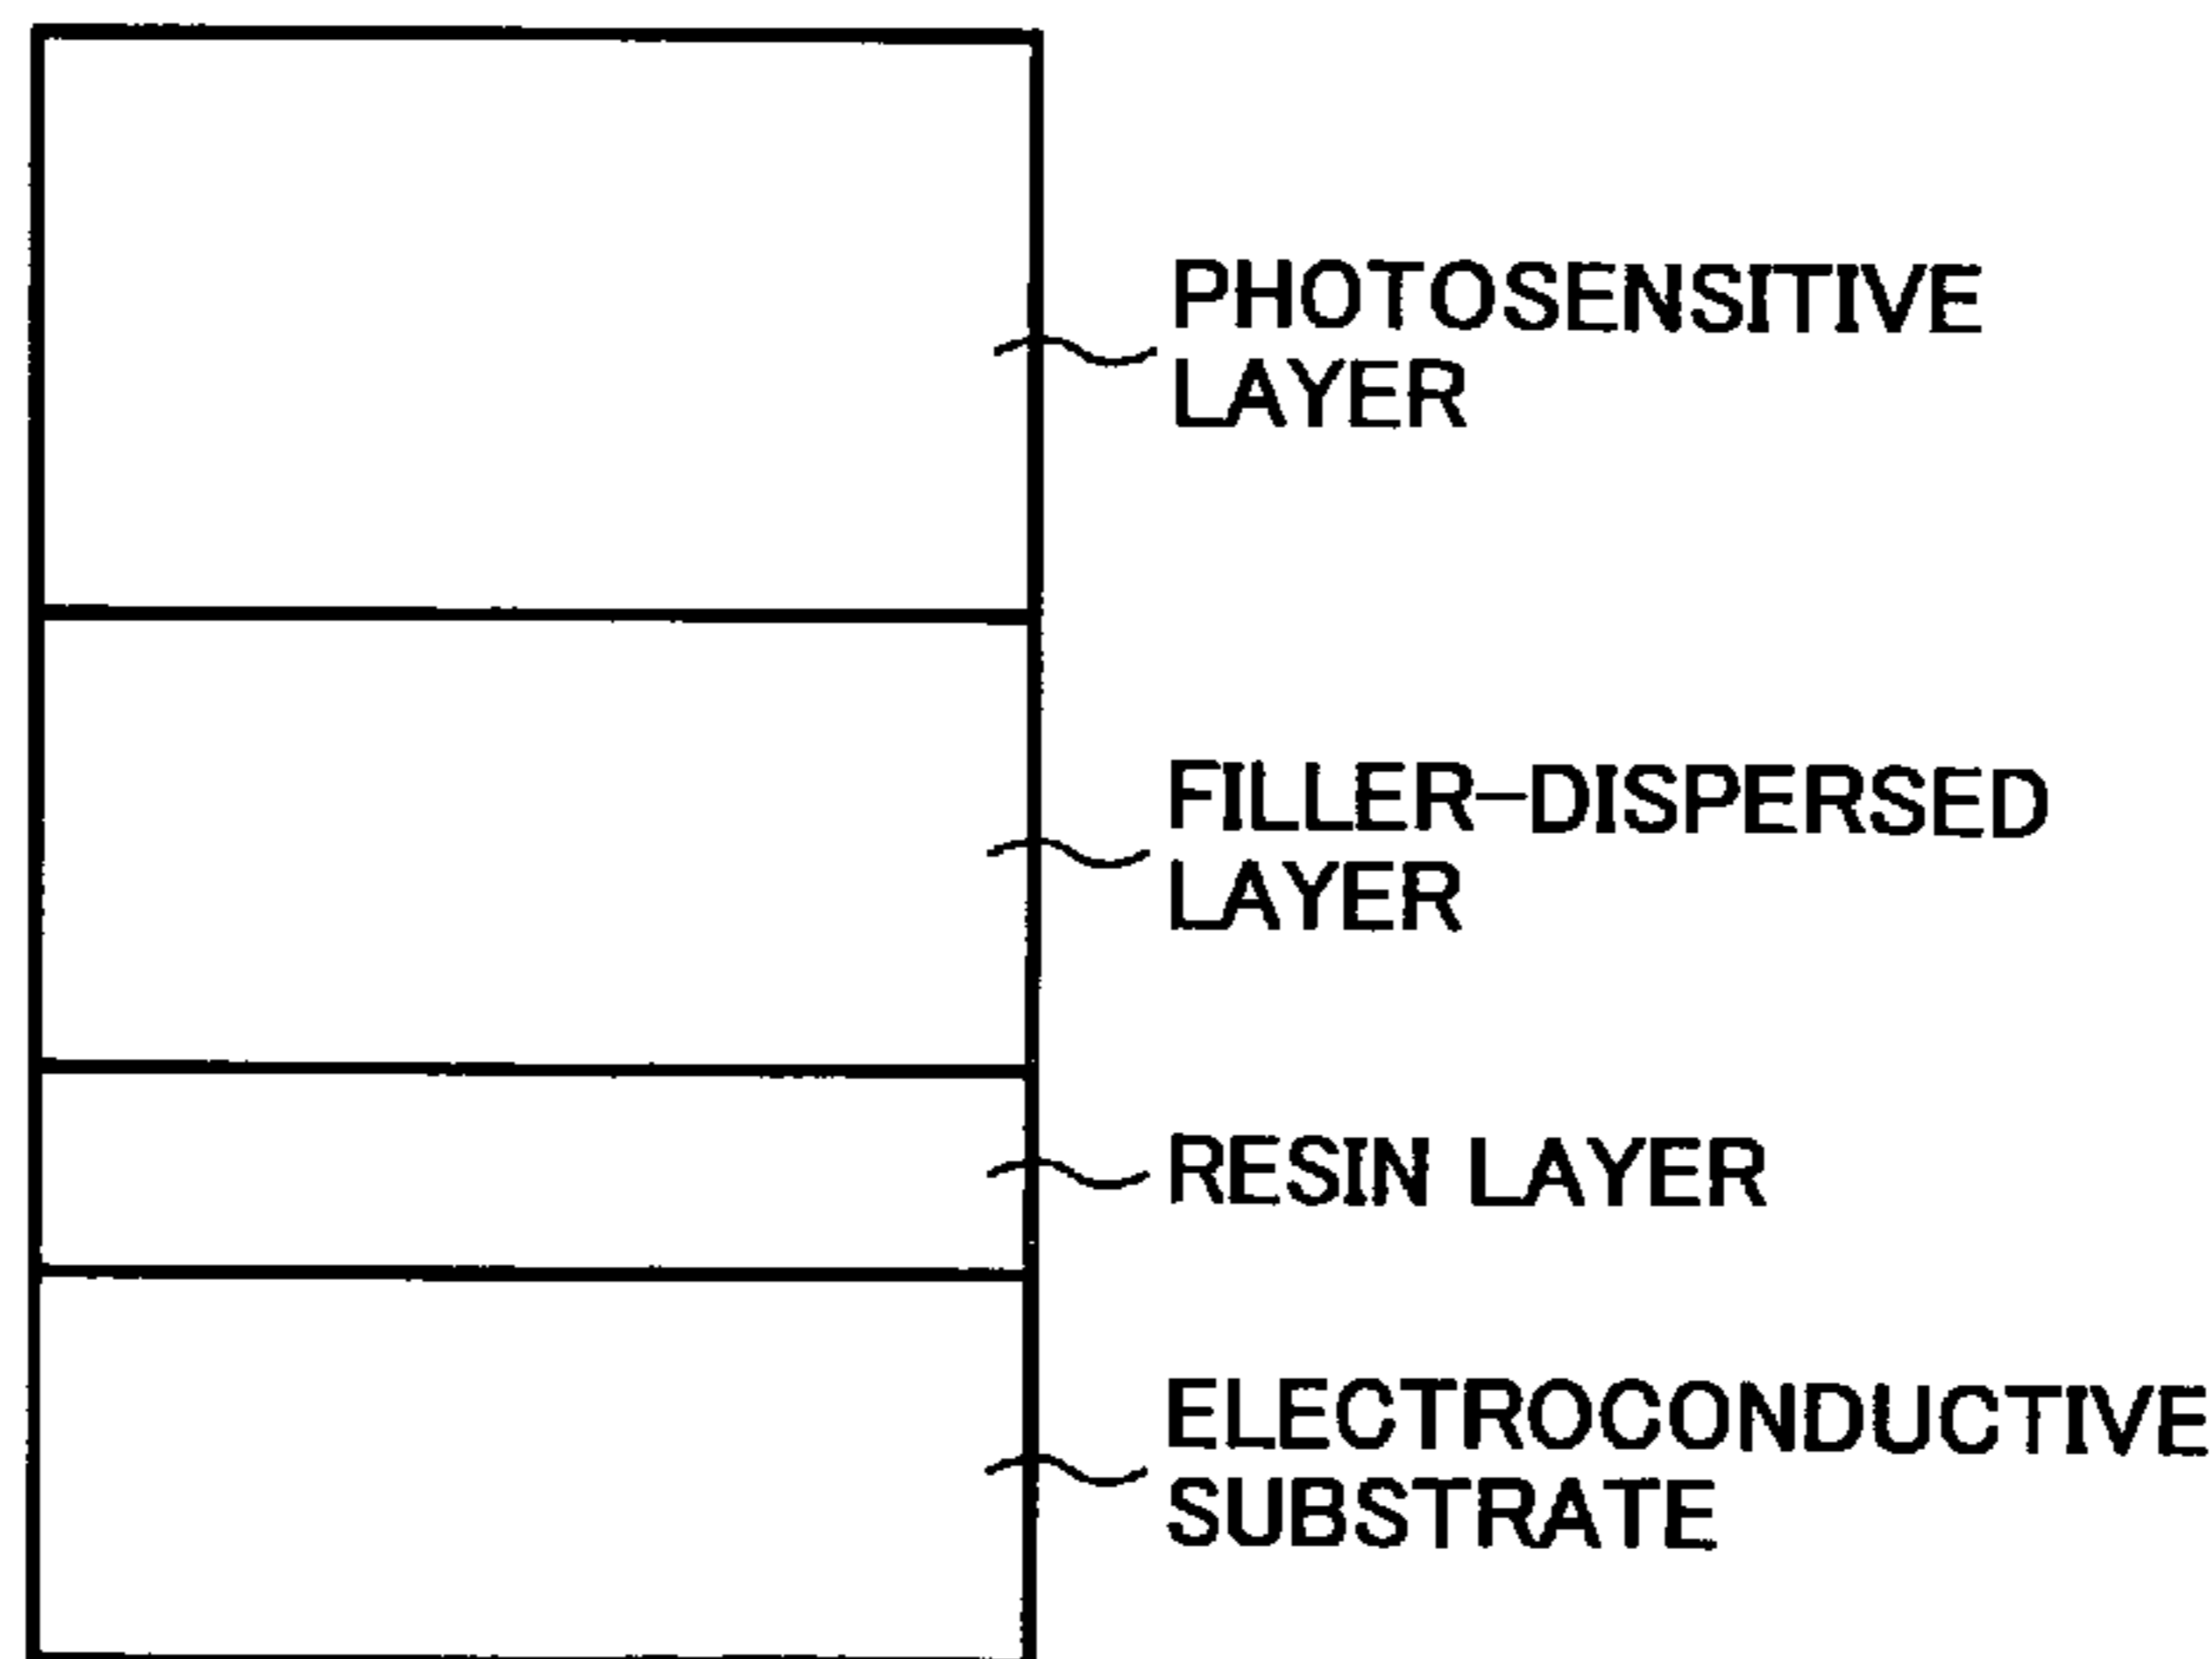 PHOTOSENSITIVE
LAYER
FILLER-DISPERSED
LAYER
RESIN LAYER
ELECTROCONDUCTIVE
SUBSTRATE